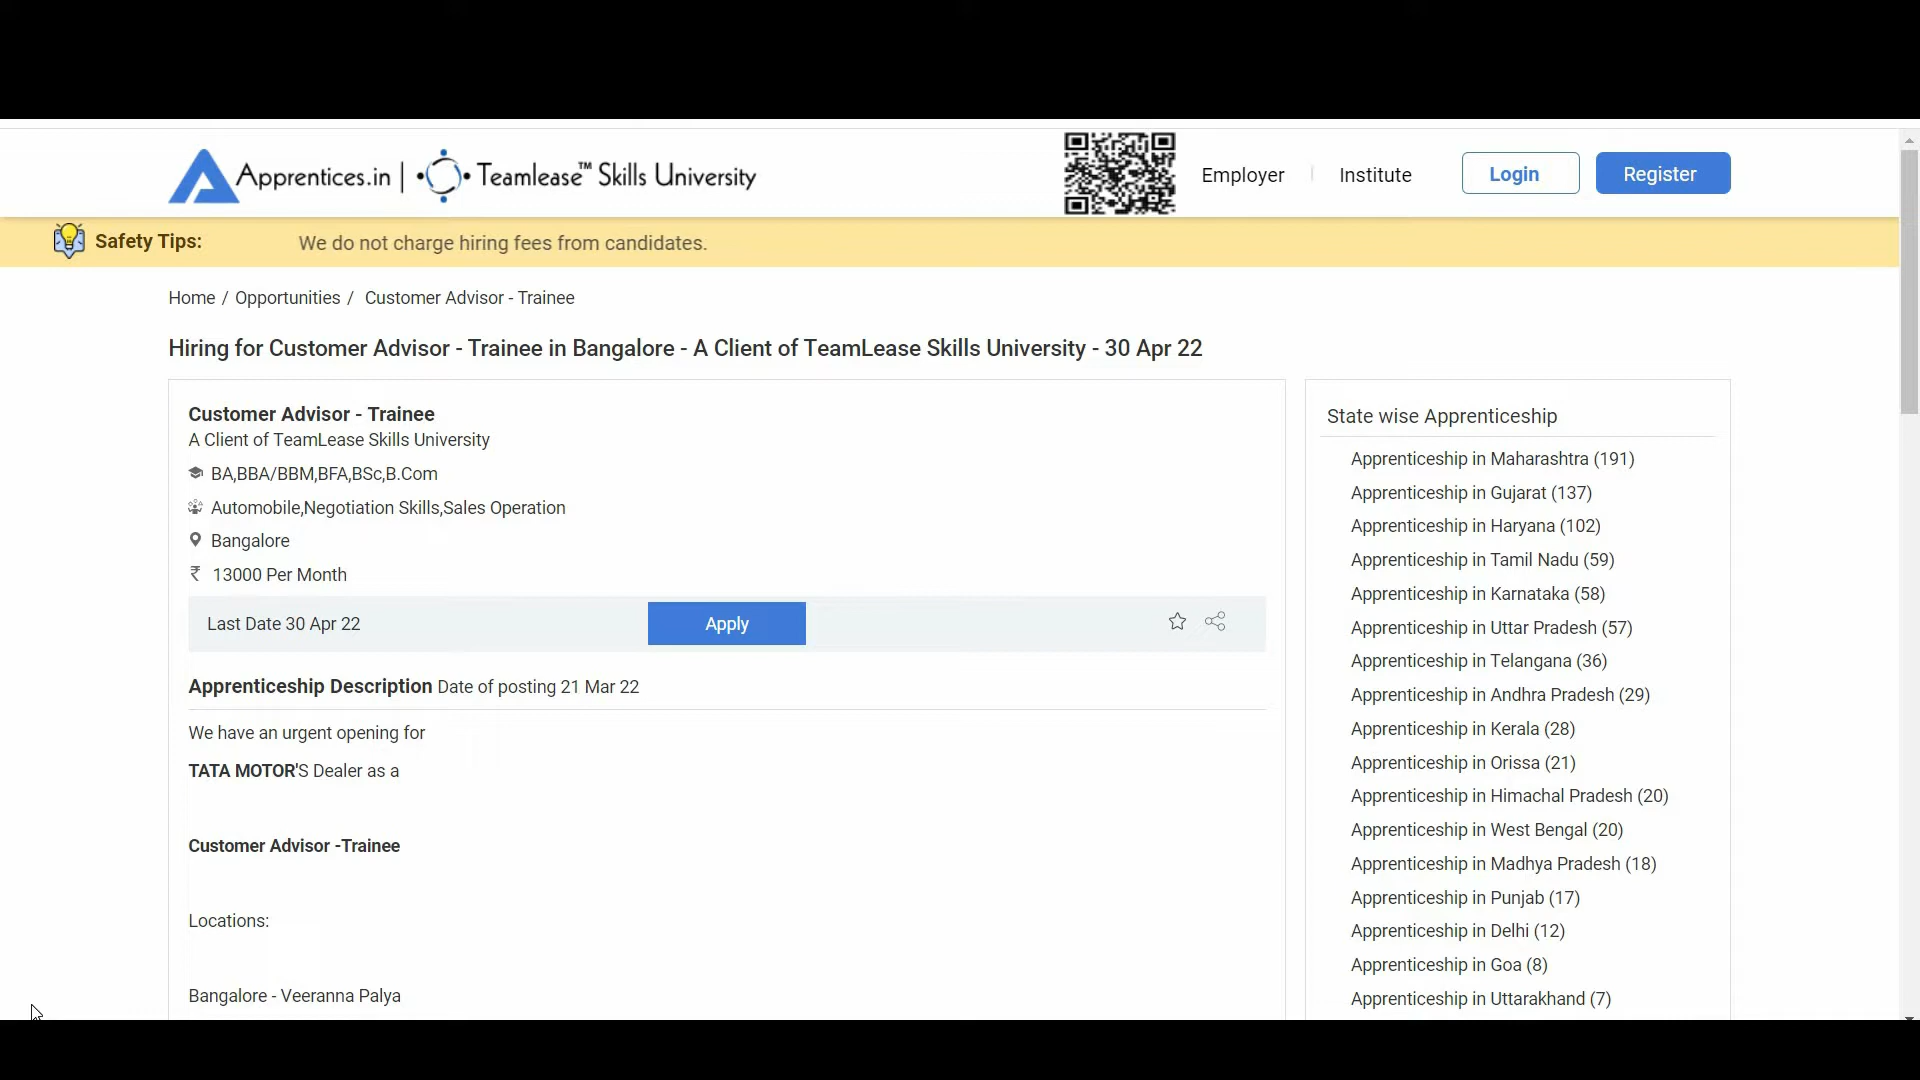 Apprentices.in | Teamlease™ Skills University
Employer
Institute
Login
Register
Safety Tips:
We do not charge hiring fees from candidates.
Home / Opportunities / Customer Advisor - Trainee
Hiring for Customer Advisor - Trainee in Bangalore - A Client of TeamLease Skills University - 30 Apr 22
Customer Advisor - Trainee
A Client of TeamLease Skills University
BA,BBA/BBM,BFA,BSc,B.Com
Automobile,Negotiation Skills,Sales Operation
Bangalore
₹ 13000 Per Month
Last Date 30 Apr 22
Apply
Apprenticeship Description Date of posting 21 Mar 22
We have an urgent opening for
TATA MOTOR'S Dealer as a
Customer Advisor -Trainee
Locations:
Bangalore - Veeranna Palya
State wise Apprenticeship
Apprenticeship in Maharashtra (191)
Apprenticeship in Gujarat (137)
Apprenticeship in Haryana (102)
Apprenticeship in Tamil Nadu (59)
Apprenticeship in Karnataka (58)
Apprenticeship in Uttar Pradesh (57)
Apprenticeship in Telangana (36)
Apprenticeship in Andhra Pradesh (29)
Apprenticeship in Kerala (28)
Apprenticeship in Orissa (21)
Apprenticeship in Himachal Pradesh (20)
Apprenticeship in West Bengal (20)
Apprenticeship in Madhya Pradesh (18)
Apprenticeship in Punjab (17)
Apprenticeship in Delhi (12)
Apprenticeship in Goa (8)
Apprenticeship in Uttarakhand (7)